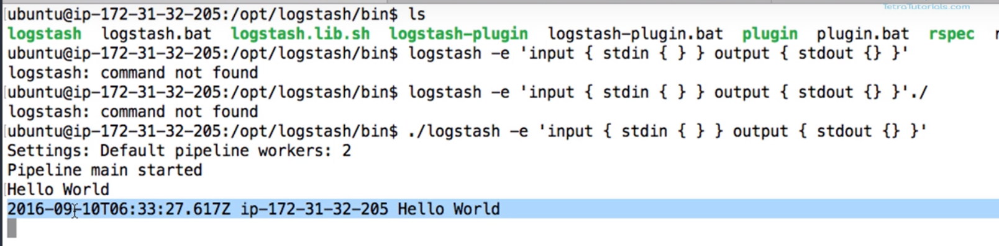 TetraTutorials.com
ubuntu@ip-172-31-32-205:/opt/logstash/bin$ ls
logstash logstash.bat logstash.lib.sh logstash-plugin logstash-plugin.bat plugin plugin.bat rspec
ubuntu@ip-172-31-32-205:/opt/logstash/bin$ logstash -e 'input { stdin { } } output { stdout {} }'
logstash: command not found
ubuntu@ip-172-31-32-205:/opt/logstash/bin$ logstash -e 'input { stdin { } } output { stdout {} }'./
logstash: command not found
ubuntu@ip-172-31-32-205:/opt/logstash/bin$ ./logstash -e 'input { stdin { } } output { stdout {} }'
Settings: Default pipeline workers: 2
Pipeline main started
Hello World
2016-09-10T06:33:27.617Z ip-172-31-32-205 Hello World